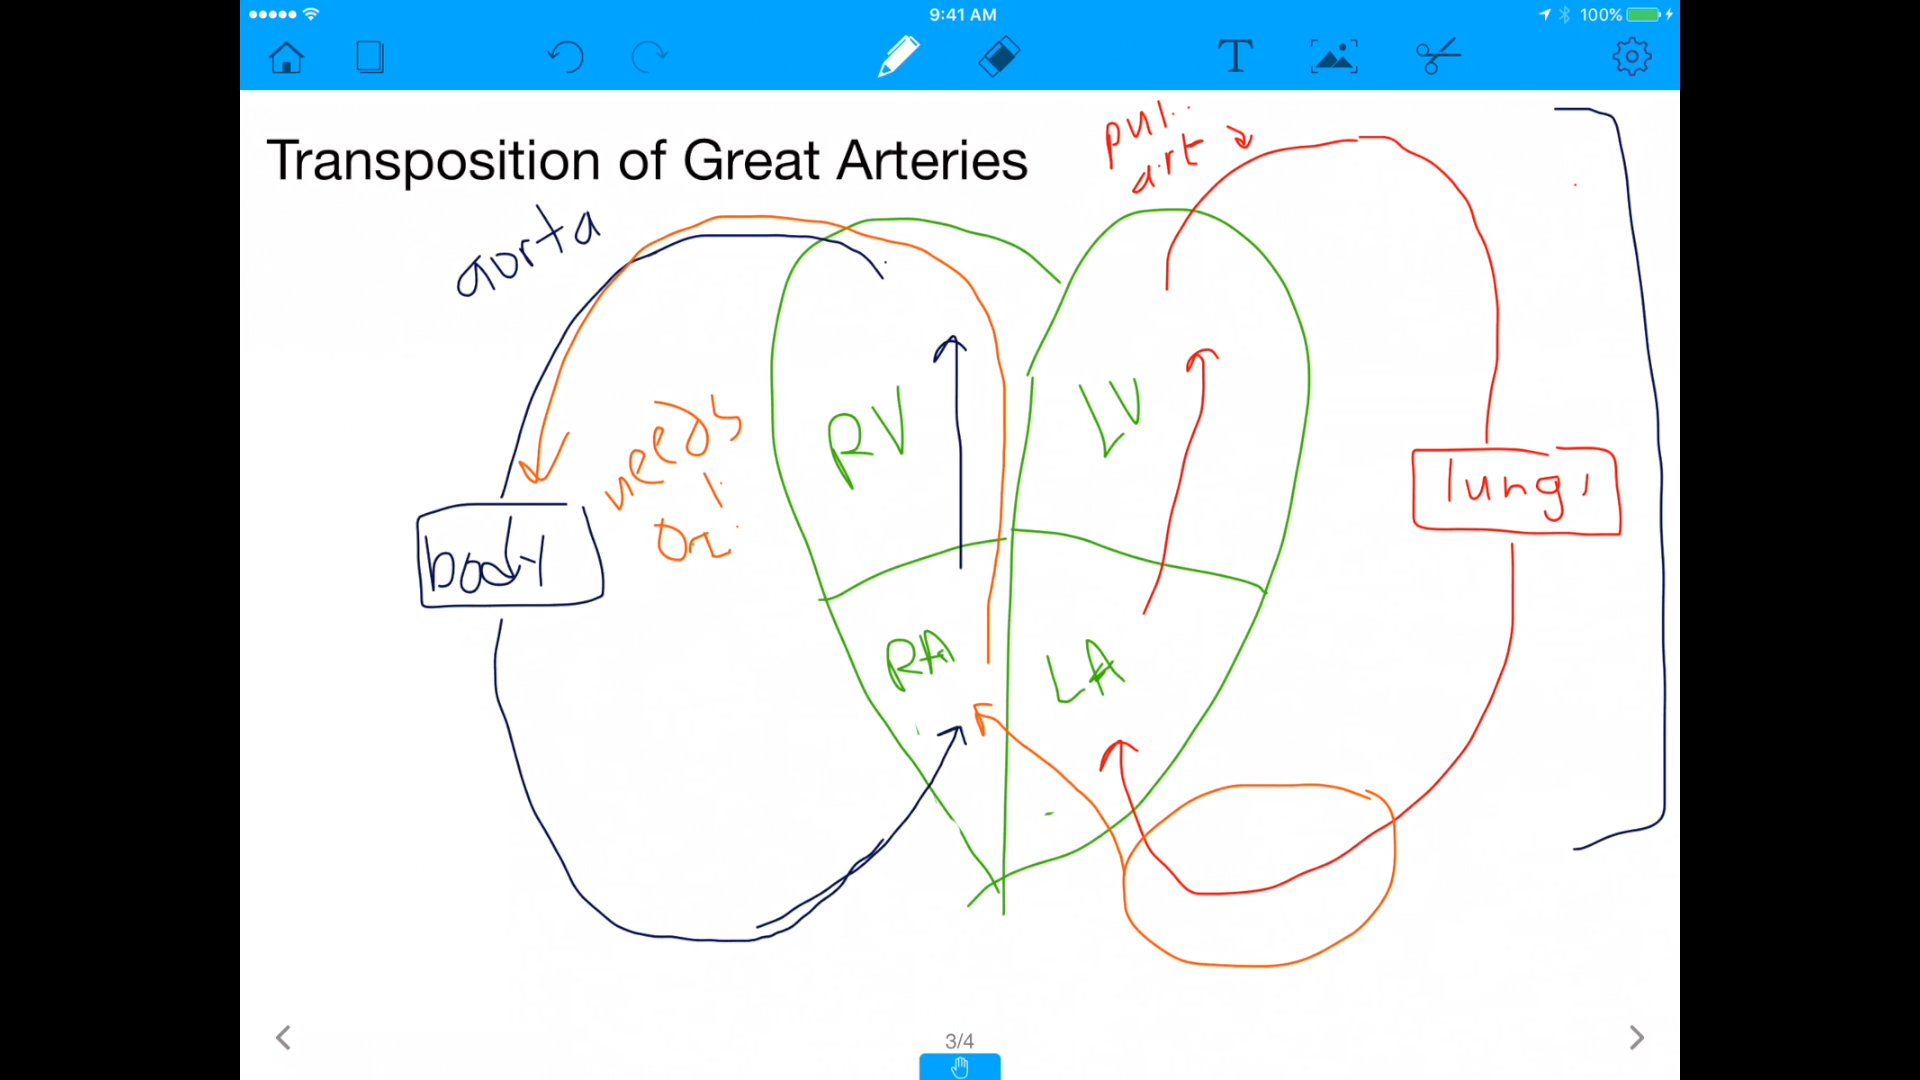 9:41 AM
100%
T
Transposition of Great Arteries
pul.
art
aorta
RV
LV
needs
O2
body
lungs
RA
LA
3/4